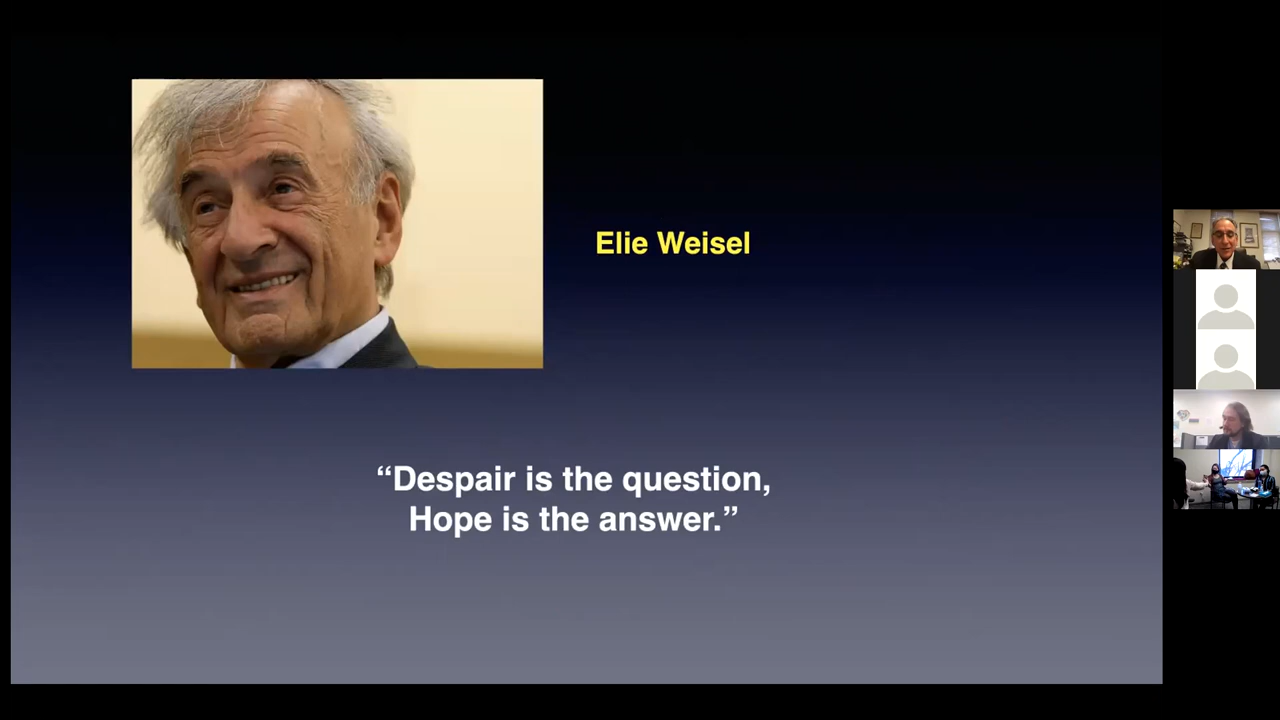 Elie Weisel
“Despair is the question,
Hope is the answer.”